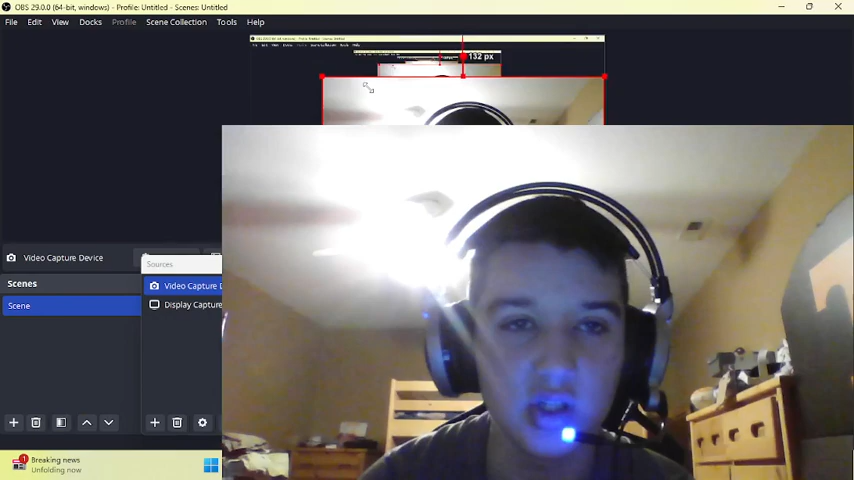 OBS 29.0.0 (64-bit, windows) - Profile: Untitled - Scenes: Untitled
File Edit View Docks Profile Scene Collection Tools Help
132 px
Video Capture Device
Sources
Scenes
Video Capture D
Scene
Display Capture
1
Breaking news
Unfolding now